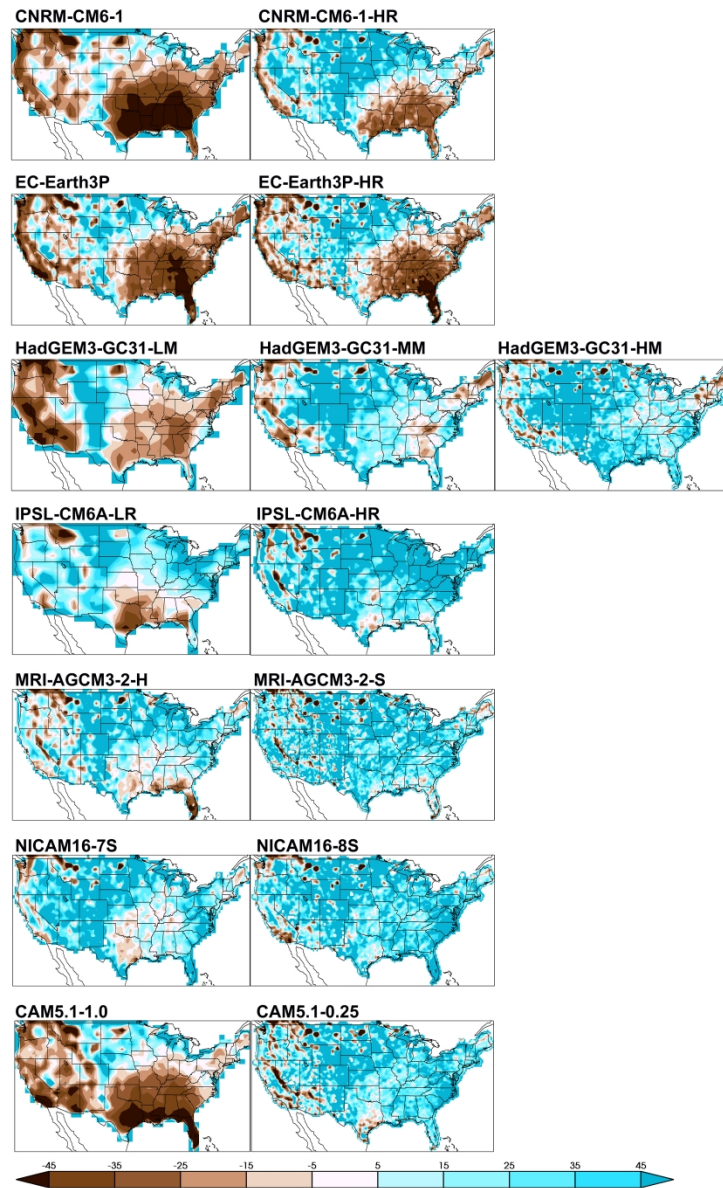 CNRM-CM6-1 CNRM-CM6-1-HR
EC-Earth3P EC-Earth3P-HR
HadGEM3-GC31-LM HadGEM3-GC31-MM HadGEM3-GC31-HM
IPSL-CM6A-LR IPSL-CM6A-HR
MRI-AGCM3-2-H MRI-AGCM3-2-S
NICAM16-7S NICAM16-8S
CAM5.1-1.0 CAM5.1-0.25
-45 -35 -25 -15 -5 5 15 25 35 45